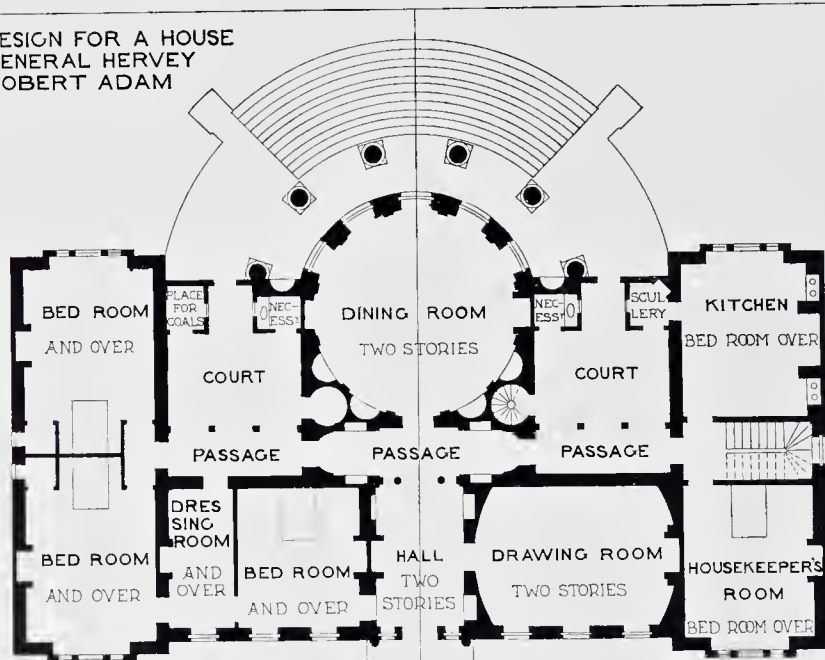 ESIGN FOR A HOUSE
ENERAL HERVEY
OBERT ADAM
BED ROOM
AND OVER
PLACE
FOR
COALS
NEC-
ESSY
DINING ROOM
TWO STORIES
NEC-
ESSY
SCUL
LERY
KITCHEN
BED ROOM OVER
COURT
COURT
PASSAGE
PASSAGE
PASSAGE
BED ROOM
AND OVER
DRES
SING
ROOM
AND
OVER
BED ROOM
AND OVER
HALL
TWO
STORIES
DRAWING ROOM
TWO STORIES
HOUSEKEEPER'S
ROOM
BED ROOM OVER